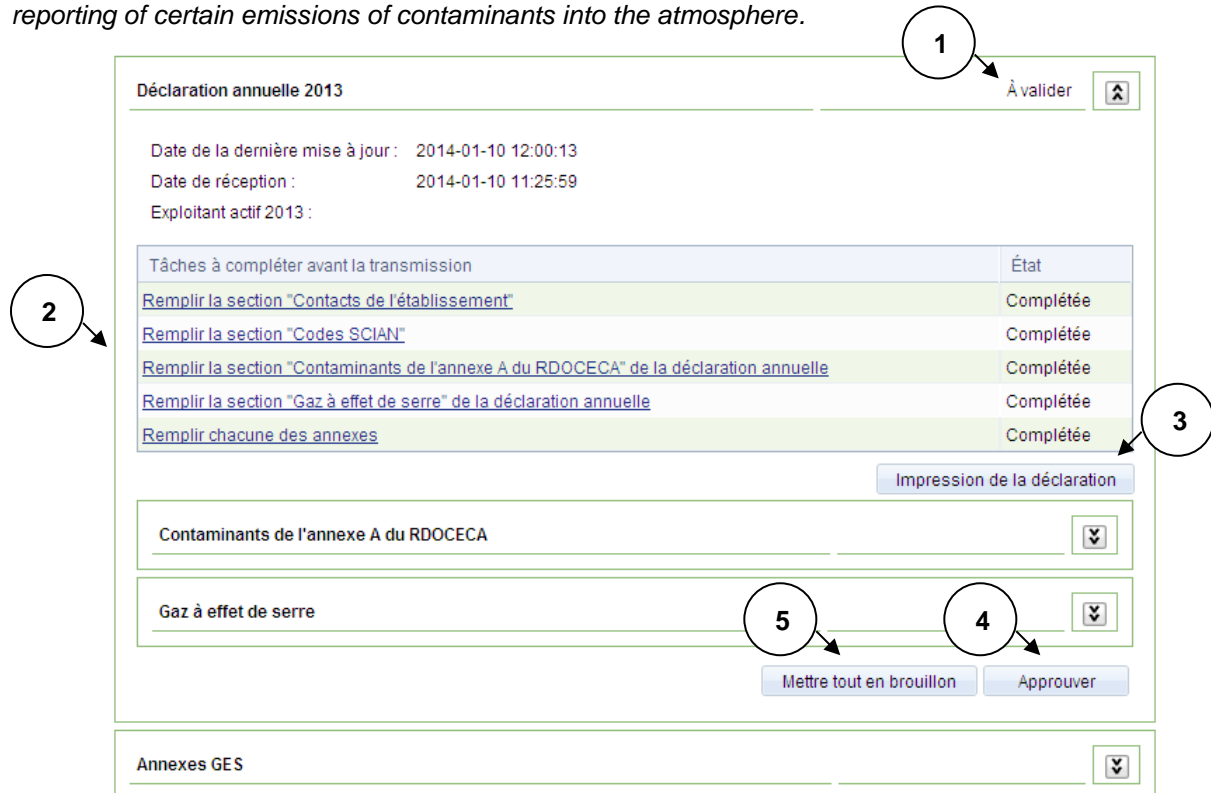 reporting of certain emissions of contaminants into the atmosphere.
1
Déclaration annuelle 2013 À valider
Date de la dernière mise à jour : 2014-01-10 12:00:13
Date de réception : 2014-01-10 11:25:59
Exploitant actif 2013 :
Tâches à compléter avant la transmission État
Remplir la section "Contacts de l'établissement" Complétée
2
Remplir la section "Codes SCIAN" Complétée
Remplir la section "Contaminants de l'annexe A du RDOCECA" de la déclaration annuelle Complétée
Remplir la section "Gaz à effet de serre" de la déclaration annuelle Complétée
3
Remplir chacune des annexes Complétée
Impression de la déclaration
Contaminants de l'annexe A du RDOCECA
Gaz à effet de serre
5 4
Mettre tout en brouillon Approuver
Annexes GES